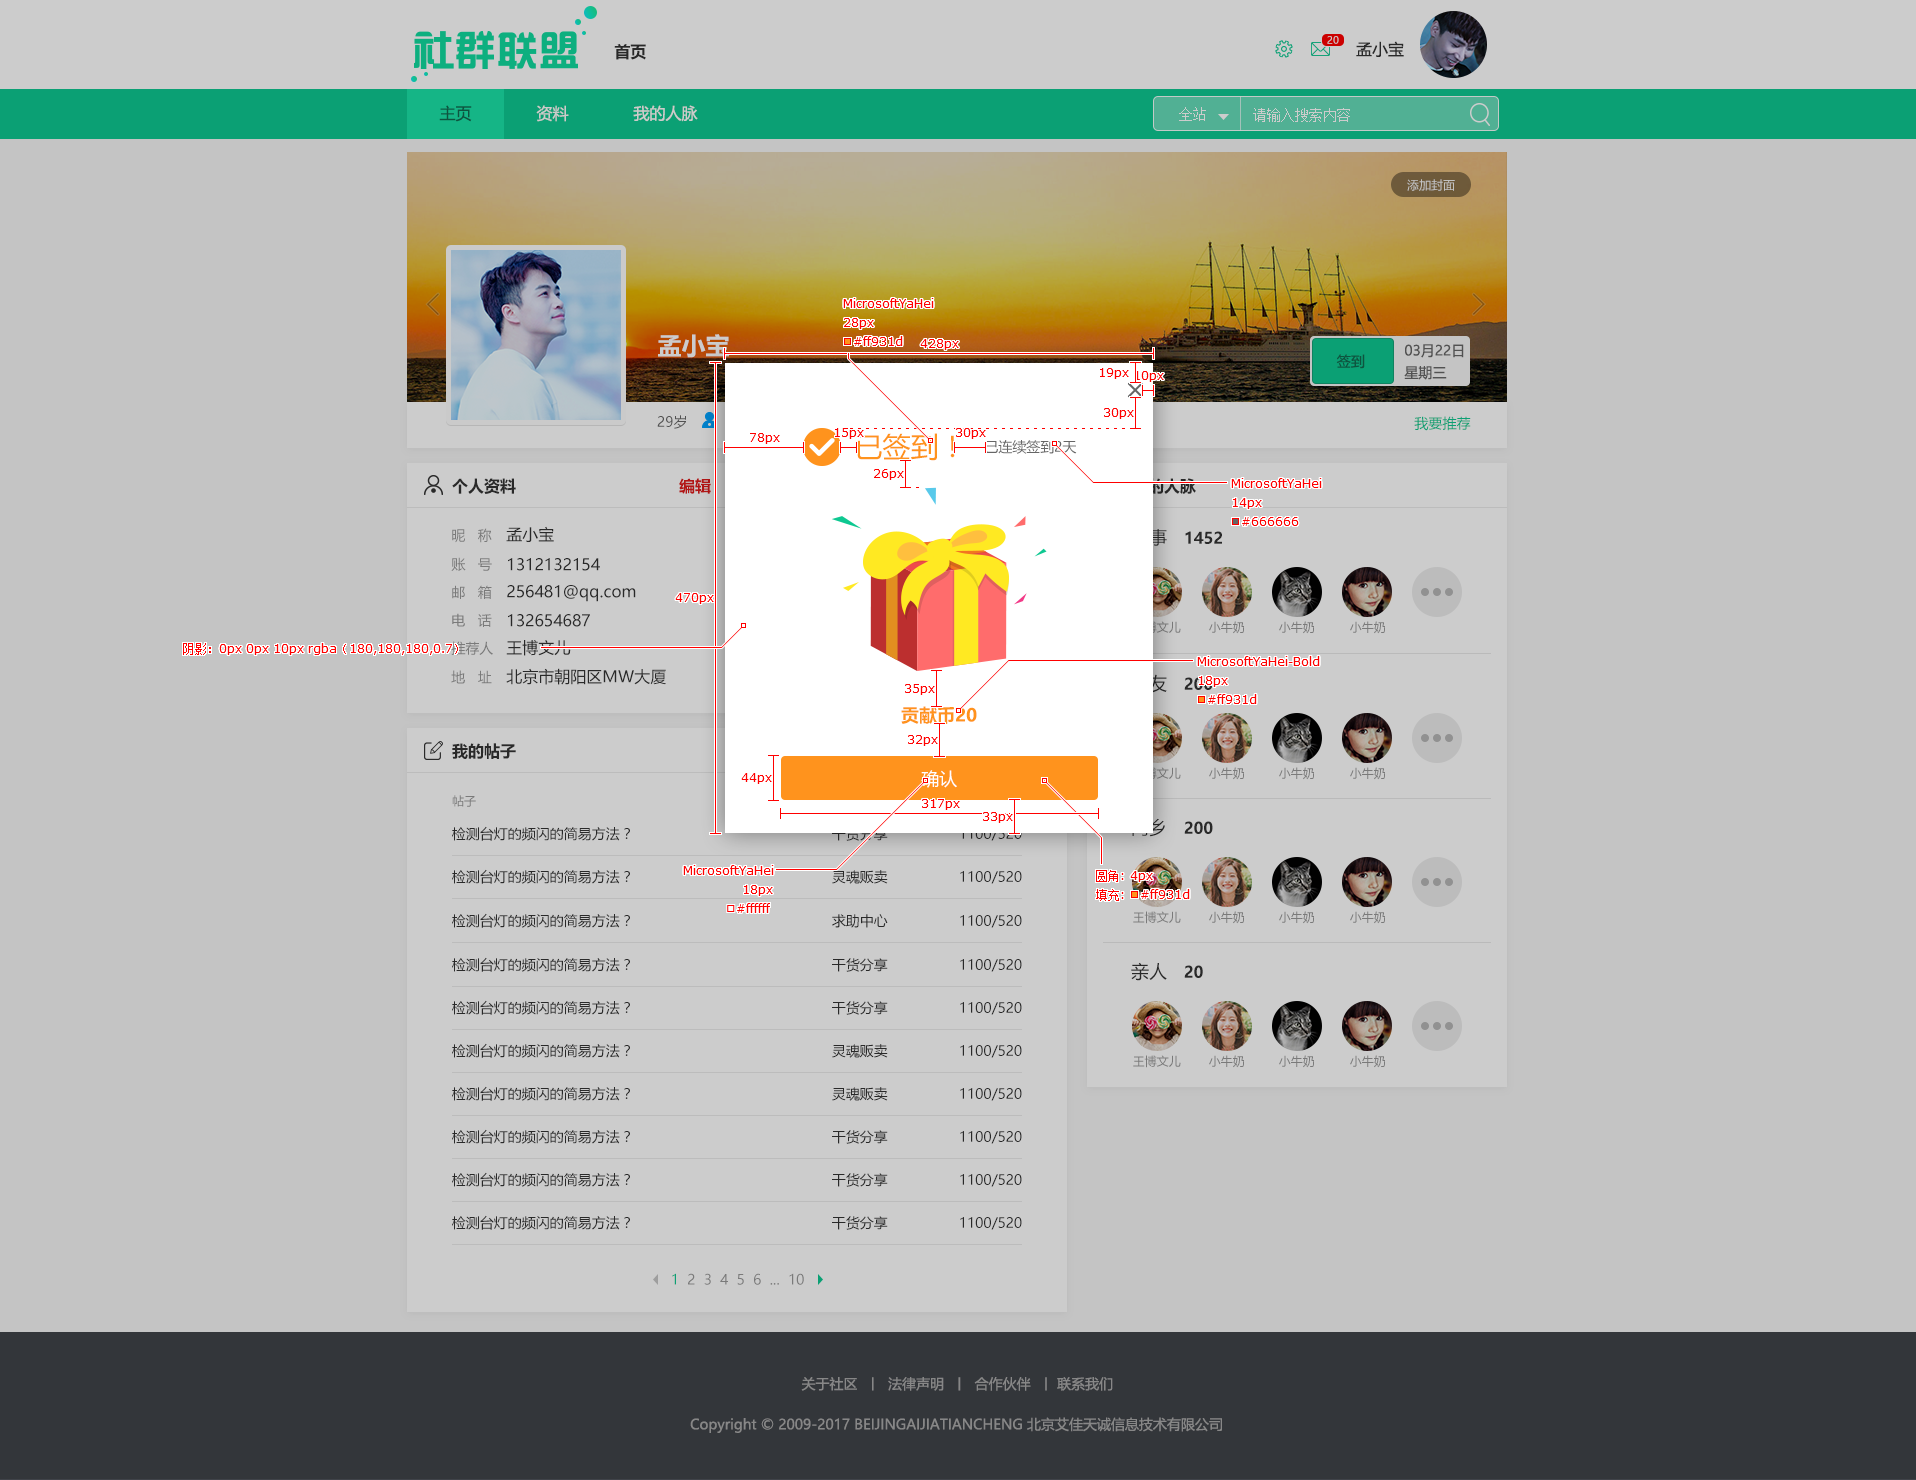 社群联盟
首页
20
孟小宝
主页 资料 我的人脉
全站
请输入搜索内容
添加封面
MicrosoftYaHei
28px
#ff931d
428px
孟小宝
签到
03月22日
星期三
19px
10px
30px
29岁
我要推荐
78px
15px
已签到！
30px
已连续签到2天
26px
个人资料
编辑
的人脉
MicrosoftYaHei
14px
#666666
昵 称 孟小宝
账 号 1312132154
邮 箱 256481@qq.com
电 话 132654687
推荐人 王博文儿
地 址 北京市朝阳区MW大厦
470px
阴影：0px 0px 10px rgba（180,180,180,0.7）
事 1452
博文儿 小牛奶 小牛奶 小牛奶
MicrosoftYaHei-Bold
18px
#ff931d
友 200
博文儿 小牛奶 小牛奶 小牛奶
35px
贡献币20
32px
44px
确认
317px
33px
我的帖子
帖子
检测台灯的频闪的简易方法？ 干货分享 1100/520
检测台灯的频闪的简易方法？ 灵魂贩卖 1100/520
检测台灯的频闪的简易方法？ 求助中心 1100/520
检测台灯的频闪的简易方法？ 干货分享 1100/520
检测台灯的频闪的简易方法？ 干货分享 1100/520
检测台灯的频闪的简易方法？ 灵魂贩卖 1100/520
检测台灯的频闪的简易方法？ 灵魂贩卖 1100/520
检测台灯的频闪的简易方法？ 干货分享 1100/520
检测台灯的频闪的简易方法？ 干货分享 1100/520
检测台灯的频闪的简易方法？ 干货分享 1100/520
MicrosoftYaHei
18px
#ffffff
乡 200
圆角：4px
填充：#ff931d
王博文儿 小牛奶 小牛奶 小牛奶
亲人 20
王博文儿 小牛奶 小牛奶 小牛奶
1 2 3 4 5 6 ... 10
关于社区 | 法律声明 | 合作伙伴 | 联系我们
Copyright © 2009-2017 BEIJINGAIJIATIANCHENG 北京艾佳天诚信息技术有限公司